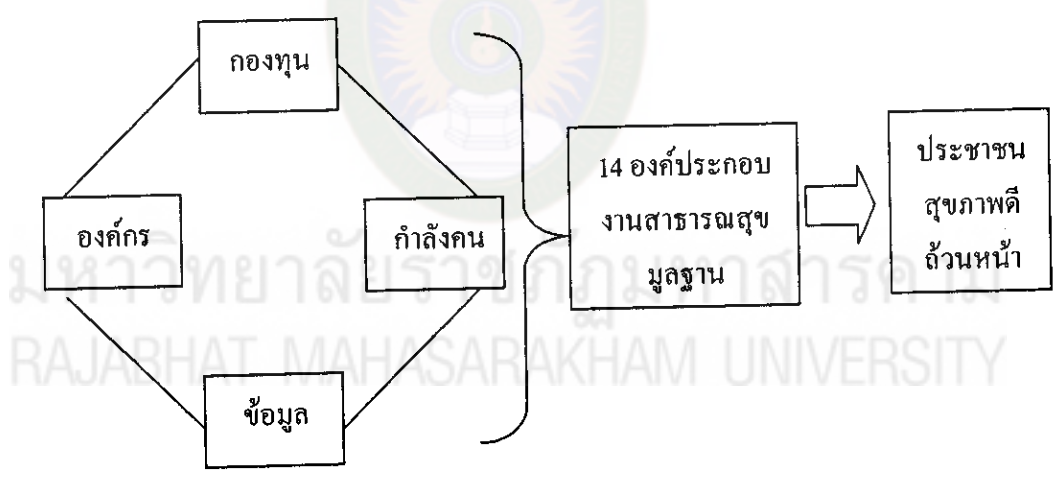 กองทุน
องค์กร
กำลังคน
ข้อมูล
14 องค์ประกอบ
งานสาธารณสุข
มูลฐาน
ประชาชน
สุขภาพดี
ถ้วนหน้า
มหาวิทยาลัยราชภัฏมหาสารคาม
RAJABHAT MAHASARAKHAM UNIVERSITY